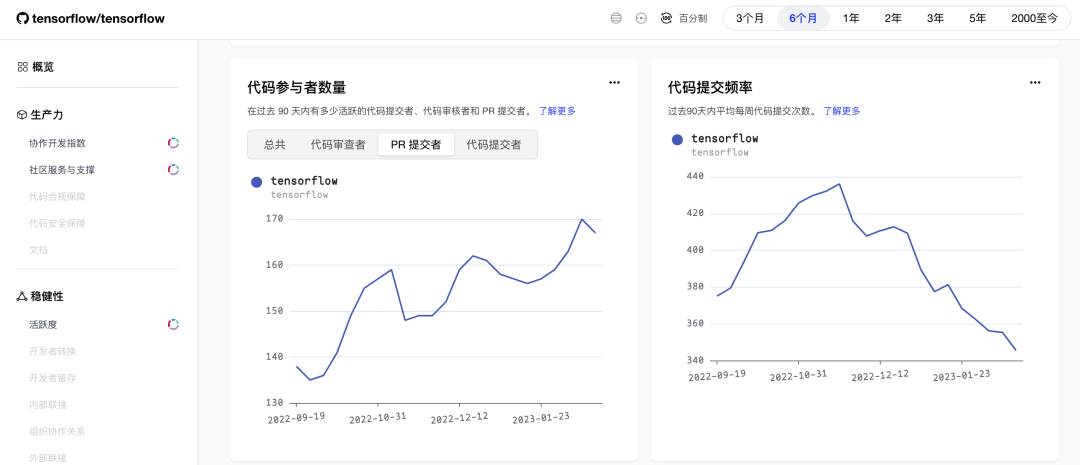 tensorflow/tensorflow
百分制
3个月
6个月
1年
2年
3年
5年
2000至今
概览
生产力
协作开发指数
社区服务与支撑
代码合规保障
代码安全保障
文档
稳健性
活跃度
开发者转换
开发者留存
内部联接
组织协作关系
外部联接
代码参与者数量
在过去 90 天内有多少活跃的代码提交者、代码审核者和 PR 提交者。 了解更多
总共
代码审查者
PR 提交者
代码提交者
tensorflow
tensorflow
170
160
150
140
130
2022-09-19
2022-10-31
2022-12-12
2023-01-23
代码提交频率
过去90天内平均每周代码提交次数。 了解更多
tensorflow
tensorflow
440
420
400
380
360
340
2022-09-19
2022-10-31
2022-12-12
2023-01-23